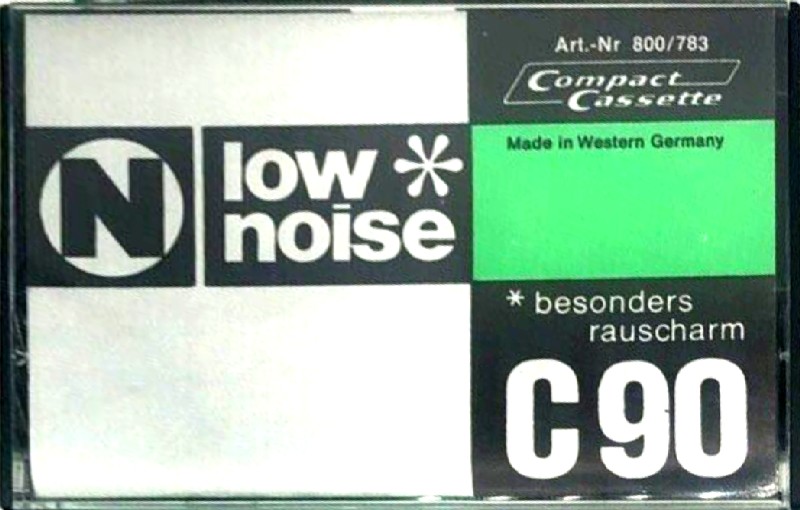 N
low *
noise
Art.-Nr 800/783
Compact
Cassette
Made in Western Germany
* besonders
rauscharm
C 90